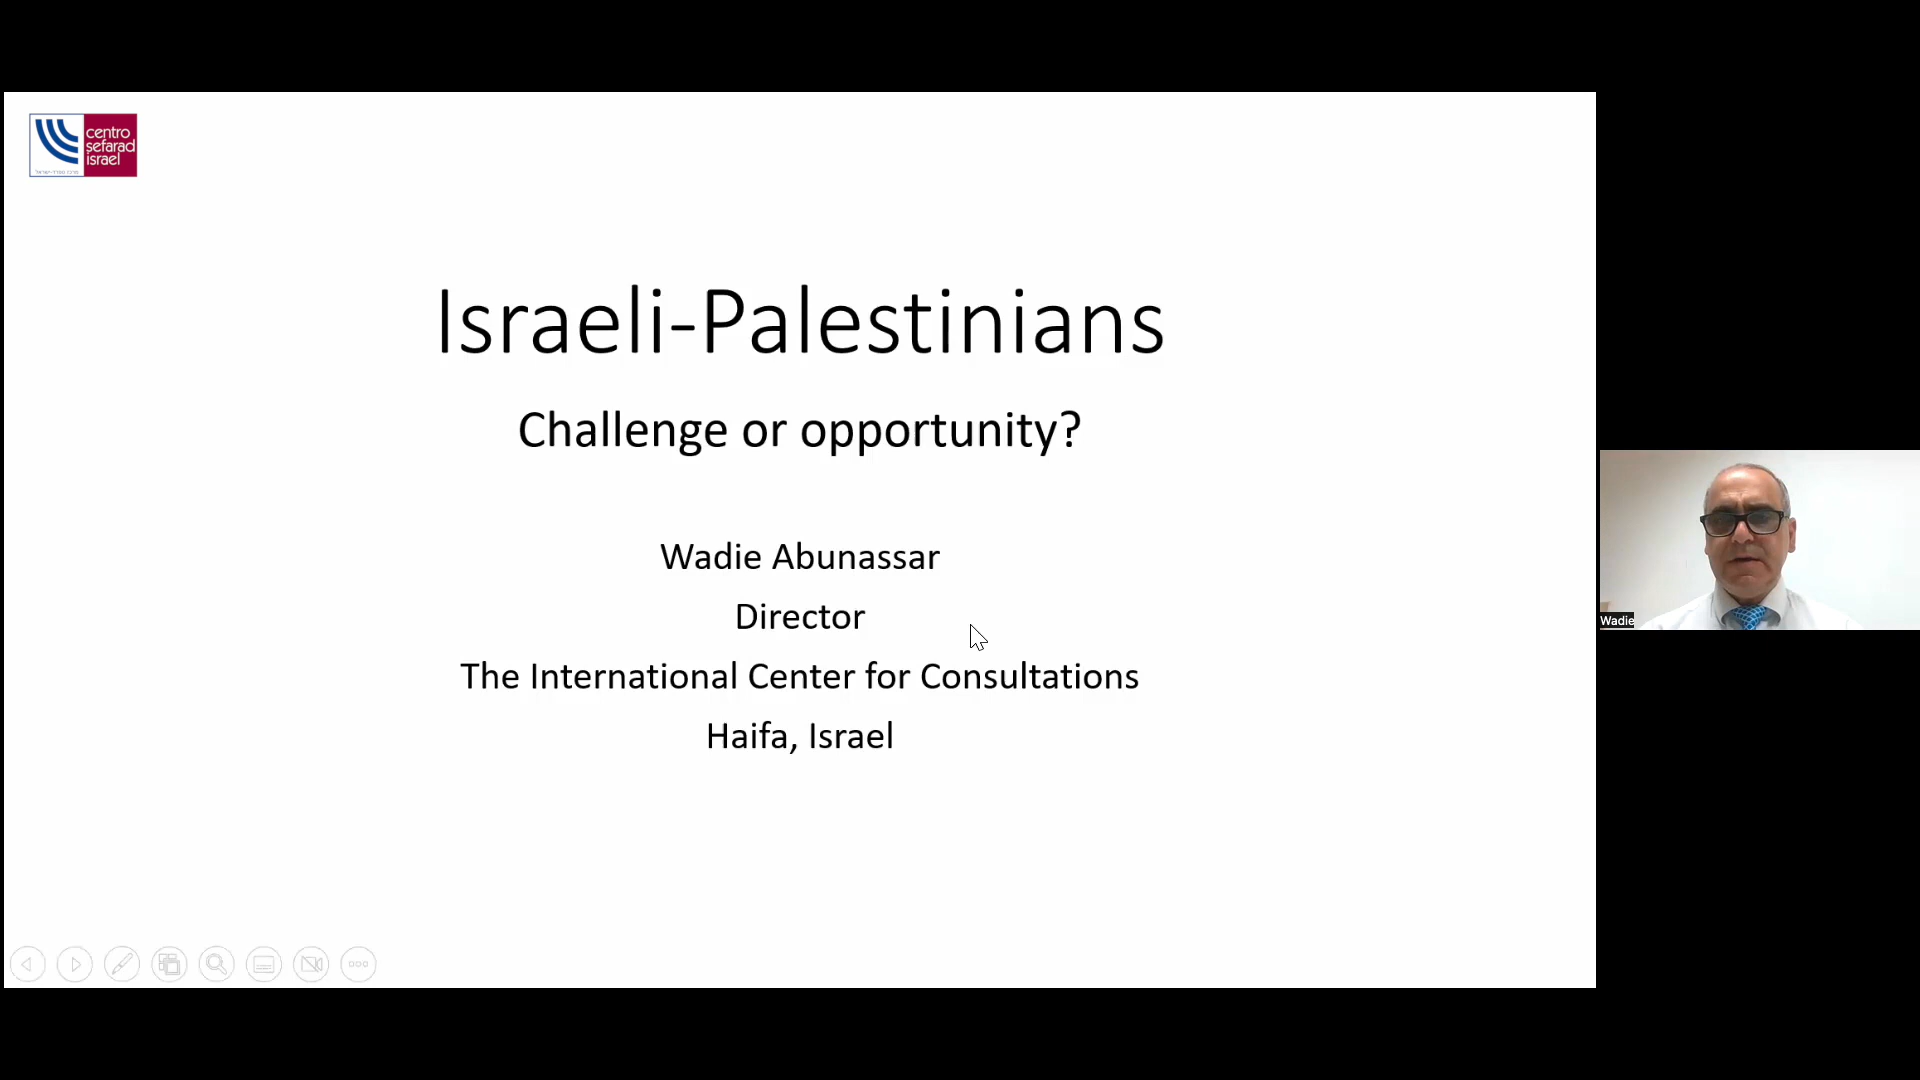 centro
sefarad
israel
Israeli-Palestinians
Challenge or opportunity?
Wadie Abunassar
Director
The International Center for Consultations
Haifa, Israel
Wadie